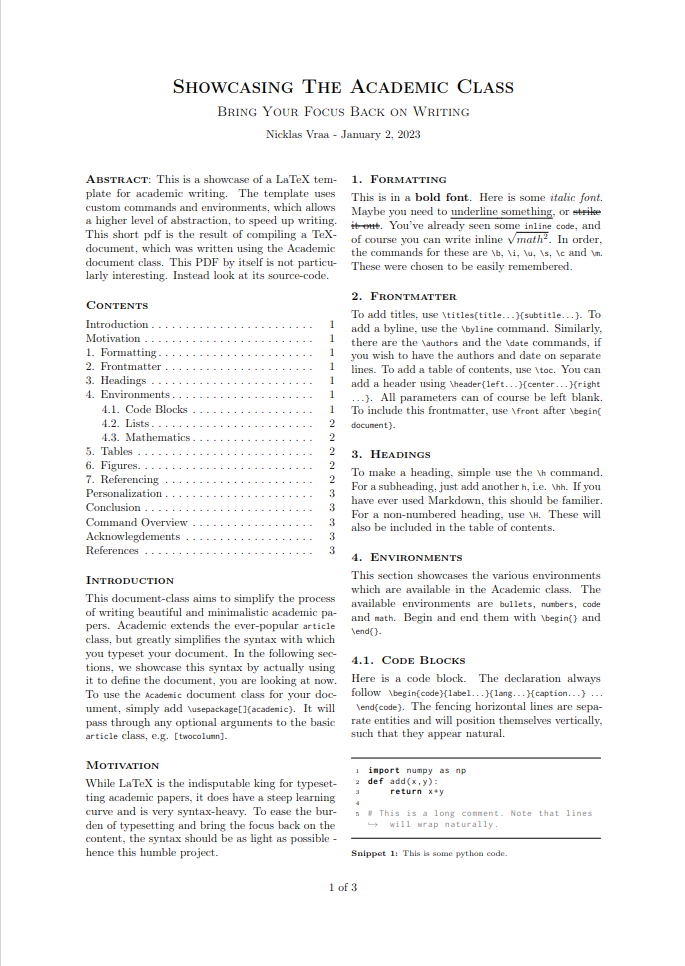 Showcasing The Academic Class
Bring Your Focus Back on Writing
Nicklas Vraa - January 2, 2023
Abstract: This is a showcase of a LaTeX tem-
plate for academic writing. The template uses
custom commands and environments, which allows
a higher level of abstraction, to speed up writing.
This short pdf is the result of compiling a TeX-
document, which was written using the Academic
document class. This PDF by itself is not particu-
larly interesting. Instead look at its source-code.
Contents
Introduction . . . . . . . . . . . . . . . . . . . . . . . 1
Motivation . . . . . . . . . . . . . . . . . . . . . . . 1
1. Formatting . . . . . . . . . . . . . . . . . . . . . . 1
2. Frontmatter . . . . . . . . . . . . . . . . . . . . . 1
3. Headings . . . . . . . . . . . . . . . . . . . . . . . 1
4. Environments . . . . . . . . . . . . . . . . . . . . 1
4.1. Code Blocks . . . . . . . . . . . . . . . . . . 1
4.2. Lists . . . . . . . . . . . . . . . . . . . . . . . 2
4.3. Mathematics . . . . . . . . . . . . . . . . . . 2
5. Tables . . . . . . . . . . . . . . . . . . . . . . . . . 2
6. Figures. . . . . . . . . . . . . . . . . . . . . . . . . 2
7. Referencing . . . . . . . . . . . . . . . . . . . . . 2
Personalization . . . . . . . . . . . . . . . . . . . . . 3
Conclusion . . . . . . . . . . . . . . . . . . . . . . . 3
Command Overview . . . . . . . . . . . . . . . . . 3
Acknowlegdements . . . . . . . . . . . . . . . . . . 3
References . . . . . . . . . . . . . . . . . . . . . . . 3
Introduction
This document-class aims to simplify the process
of writing beautiful and minimalistic academic pa-
pers. Academic extends the ever-popular article
class, but greatly simplifies the syntax with which
you typeset your document. In the following sec-
tions, we showcase this syntax by actually using
it to define the document, you are looking at now.
To use the Academic document class for your doc-
ument, simply add \usepackage[]{academic}. It will
pass through any optional arguments to the basic
article class, e.g. [twocolumn].
Motivation
While LaTeX is the indisputable king for typeset-
ting academic papers, it does have a steep learning
curve and is very syntax-heavy. To ease the bur-
den of typesetting and bring the focus back on the
content, the syntax should be as light as possible -
hence this humble project.
1. Formatting
This is in a bold font. Here is some italic font.
Maybe you need to underline something, or strike
it out. You've already seen some inline code, and
of course you can write inline √math². In order,
the commands for these are \b, \i, \u, \s, \c and \m.
These were chosen to be easily remembered.
2. Frontmatter
To add titles, use \titles{title...}{subtitle...}. To
add a byline, use the \byline command. Similarly,
there are the \authors and the \date commands, if
you wish to have the authors and date on separate
lines. To add a table of contents, use \toc. You can
add a header using \header{left...}{center...}{right
...}. All parameters can of course be left blank.
To include this frontmatter, use \front after \begin{
document}.
3. Headings
To make a heading, simple use the \h command.
For a subheading, just add another h, i.e. \hh. If you
have ever used Markdown, this should be familier.
For a non-numbered heading, use \H. These will
also be included in the table of contents.
4. Environments
This section showcases the various environments
which are available in the Academic class. The
available environments are bullets, numbers, code
and math. Begin and end them with \begin{} and
\end{}.
4.1. Code Blocks
Here is a code block. The declaration always
follow \begin{code}{label...}{lang...}{caption...} ...
\end{code}. The fencing horizontal lines are sepa-
rate entities and will position themselves vertically,
such that they appear natural.
1 import numpy as np
2 def add(x,y):
3 return x+y
4
5 # This is a long comment. Note that lines
↪ will wrap naturally.
Snippet 1: This is some python code.
1 of 3